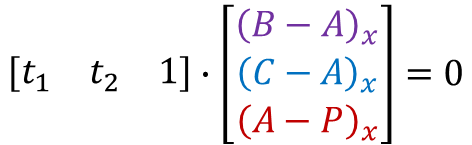 [t₁ t₂ 1] · [(B − A)ₓ
(C − A)ₓ
(A − P)ₓ] = 0